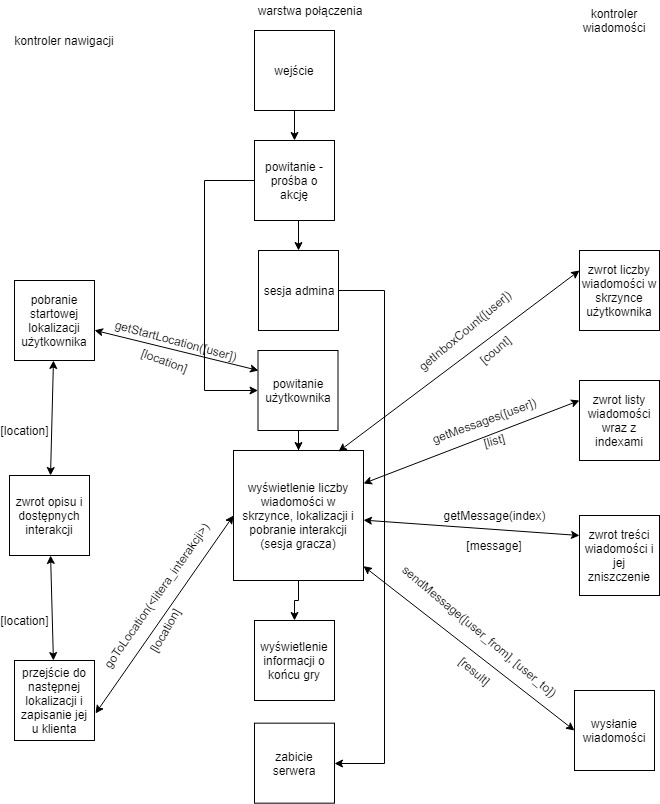 warstwa połączenia
kontroler
wiadomości
kontroler nawigacji
wejście
powitanie -
prośba o
akcję
sesja admina
zwrot liczby
wiadomości w
skrzynce
użytkownika
pobranie
startowej
lokalizacji
użytkownika
getStartLocation([user])
[location]
getInboxCount([user])
[count]
powitanie
użytkownika
getMessages([user])
[list]
zwrot listy
wiadomości
wraz z
indexami
[location]
wyświetlenie liczby
wiadomości w
skrzynce, lokalizacji i
pobranie interakcji
(sesja gracza)
zwrot opisu i
dostępnych
interakcji
getMessage(index)
[message]
zwrot treści
wiadomości i
jej
zniszczenie
goToLocation(<litera_interakcji>)
[location]
sendMessage([user_from], [user_to])
[result]
[location]
wyświetlenie
informacji o
końcu gry
przejście do
następnej
lokalizacji i
zapisanie jej
u klienta
wysłanie
wiadomości
zabicie
serwera